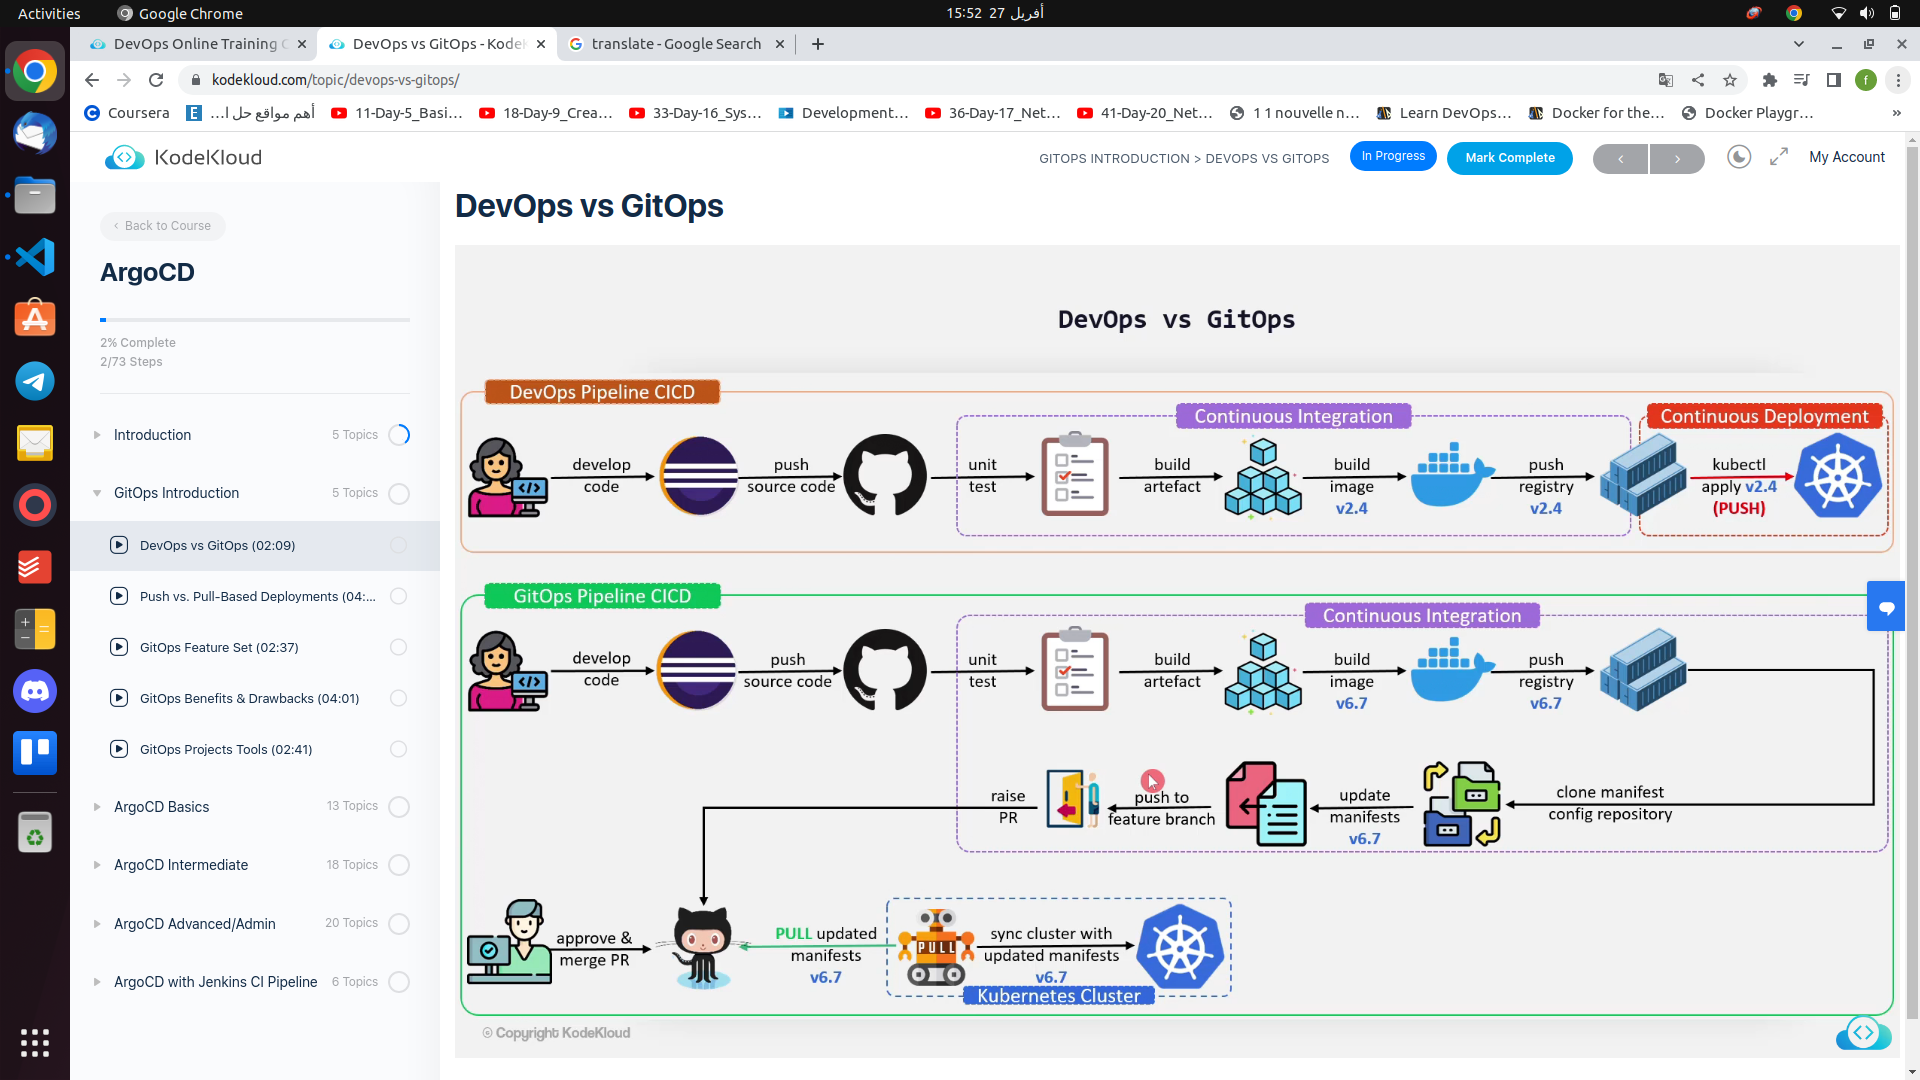 Activities
Google Chrome
أفريل 27 15:52
DevOps Online Training C
DevOps vs GitOps - Kodek
translate - Google Search
kodekloud.com/topic/devops-vs-gitops/
f
Coursera
أهم مواقع حل ا...
11-Day-5_Basi...
18-Day-9_Crea...
33-Day-16_Sys...
Development...
36-Day-17_Net...
41-Day-20_Net...
1 1 nouvelle n...
Learn DevOps...
Docker for the...
Docker Playgr...
»
KodeKloud
GITOPS INTRODUCTION > DEVOPS VS GITOPS
In Progress
Mark Complete
My Account
Back to Course
ArgoCD
2% Complete
2/73 Steps
Introduction
5 Topics
GitOps Introduction
5 Topics
DevOps vs GitOps (02:09)
Push vs. Pull-Based Deployments (04:...
GitOps Feature Set (02:37)
GitOps Benefits & Drawbacks (04:01)
GitOps Projects Tools (02:41)
ArgoCD Basics
13 Topics
ArgoCD Intermediate
18 Topics
ArgoCD Advanced/Admin
20 Topics
ArgoCD with Jenkins CI Pipeline
6 Topics
DevOps vs GitOps
DevOps vs GitOps
DevOps Pipeline CICD
Continuous Integration
Continuous Deployment
develop
code
push
source code
unit
test
build
artefact
build
image
v2.4
push
registry
v2.4
kubectl
apply v2.4
(PUSH)
GitOps Pipeline CICD
Continuous Integration
develop
code
push
source code
unit
test
build
artefact
build
image
v6.7
push
registry
v6.7
clone manifest
config repository
update
manifests
v6.7
push to
feature branch
raise
PR
approve &
merge PR
PULL updated
manifests
v6.7
PULL
sync cluster with
updated manifests
v6.7
Kubernetes Cluster
© Copyright KodeKloud